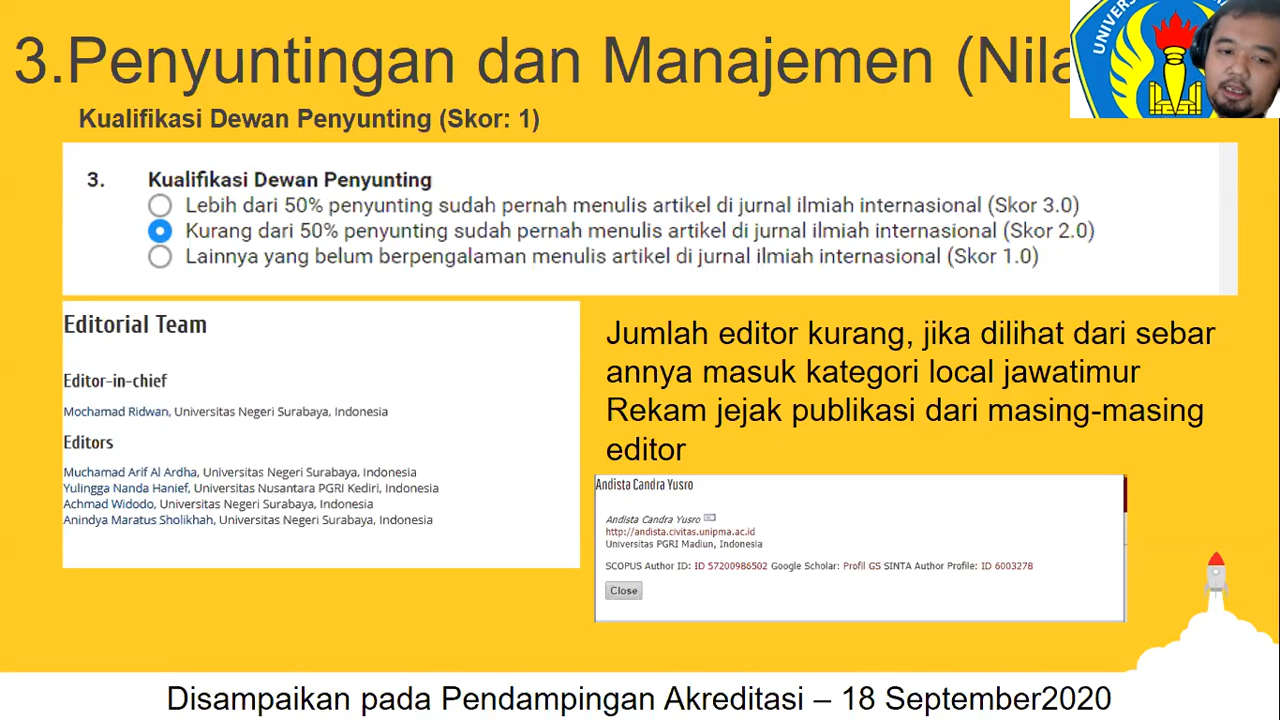 3.Penyuntingan dan Manajemen (Nila
UNIVERS
Kualifikasi Dewan Penyunting (Skor: 1)
3. Kualifikasi Dewan Penyunting
Lebih dari 50% penyunting sudah pernah menulis artikel di jurnal ilmiah internasional (Skor 3.0)
Kurang dari 50% penyunting sudah pernah menulis artikel di jurnal ilmiah internasional (Skor 2.0)
Lainnya yang belum berpengalaman menulis artikel di jurnal ilmiah internasional (Skor 1.0)
Editorial Team
Editor-in-chief
Mochamad Ridwan, Universitas Negeri Surabaya, Indonesia
Editors
Muchamad Arif Al Ardha, Universitas Negeri Surabaya, Indonesia
Yulingga Nanda Hanief, Universitas Nusantara PGRI Kediri, Indonesia
Achmad Widodo, Universitas Negeri Surabaya, Indonesia
Anindya Maratus Sholikhah, Universitas Negeri Surabaya, Indonesia
Jumlah editor kurang, jika dilihat dari sebar
annya masuk kategori local jawatimur
Rekam jejak publikasi dari masing-masing
editor
Andista Candra Yusro
Andista Candra Yusro
http://andista.civitas.unipma.ac.id
Universitas PGRI Madiun, Indonesia
SCOPUS Author ID: ID 57200986502 Google Scholar: Profil GS SINTA Author Profile: ID 6003278
Close
Disampaikan pada Pendampingan Akreditasi – 18 September2020